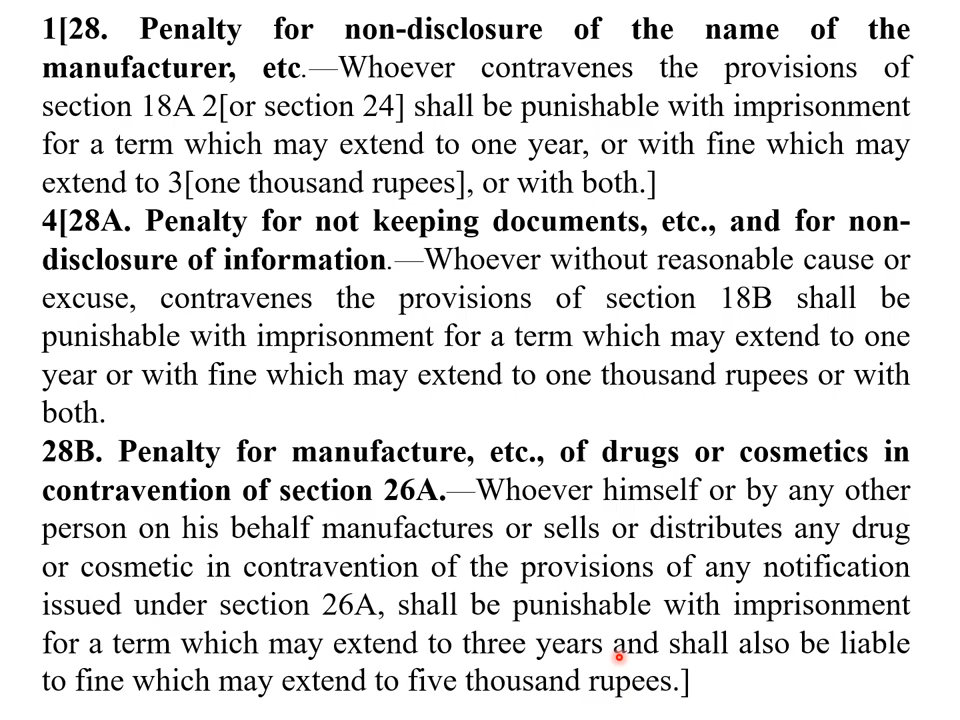 1[28. Penalty for non-disclosure of the name of the
manufacturer, etc.—Whoever contravenes the provisions of
section 18A 2[or section 24] shall be punishable with imprisonment
for a term which may extend to one year, or with fine which may
extend to 3[one thousand rupees], or with both.]
4[28A. Penalty for not keeping documents, etc., and for non-
disclosure of information.—Whoever without reasonable cause or
excuse, contravenes the provisions of section 18B shall be
punishable with imprisonment for a term which may extend to one
year or with fine which may extend to one thousand rupees or with
both.
28B. Penalty for manufacture, etc., of drugs or cosmetics in
contravention of section 26A.—Whoever himself or by any other
person on his behalf manufactures or sells or distributes any drug
or cosmetic in contravention of the provisions of any notification
issued under section 26A, shall be punishable with imprisonment
for a term which may extend to three years and shall also be liable
to fine which may extend to five thousand rupees.]